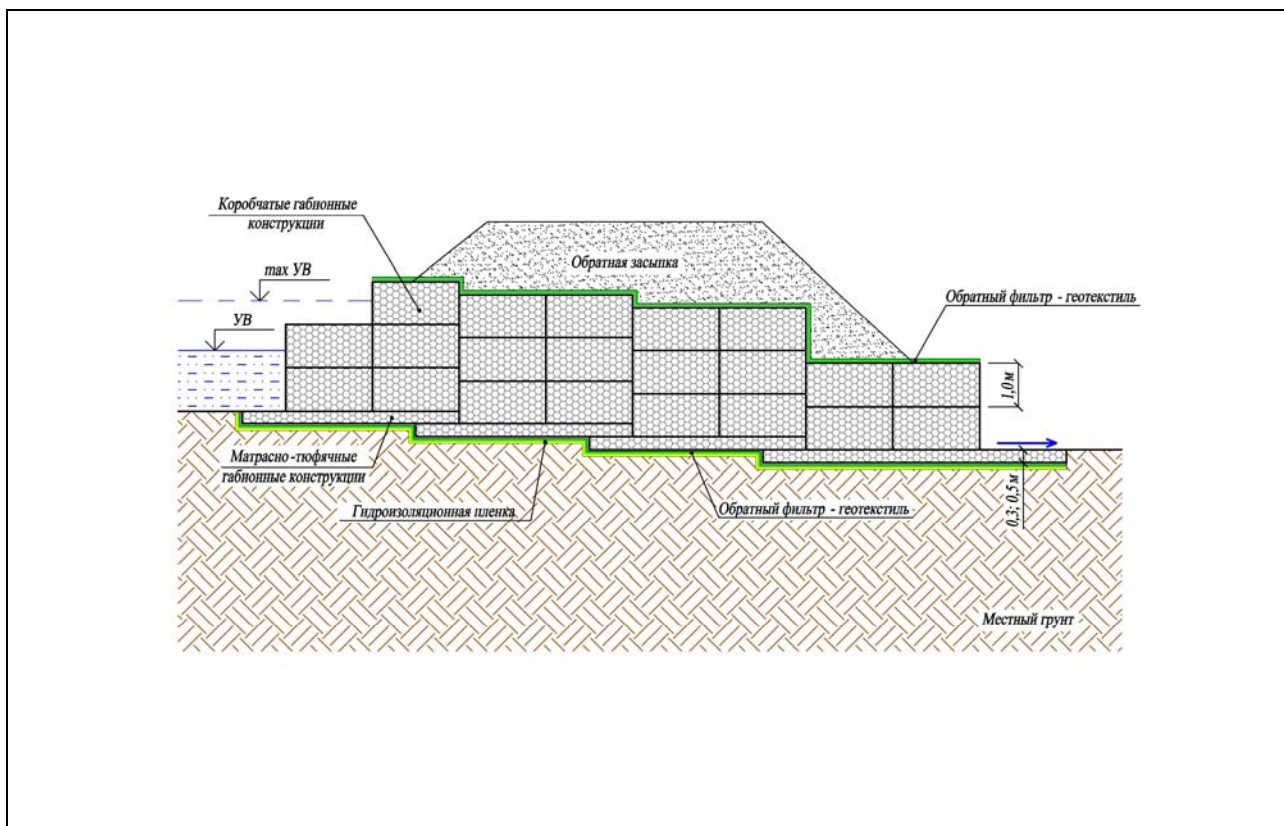 Коробчатые габионные
конструкции
max УВ
УВ
Обратная засыпка
Обратный фильтр - геотекстиль
1,0м
Матрасно-тюфячные
габионные конструкции
Гидроизоляционная пленка
Обратный фильтр - геотекстиль
0,3; 0,5м
Местный грунт